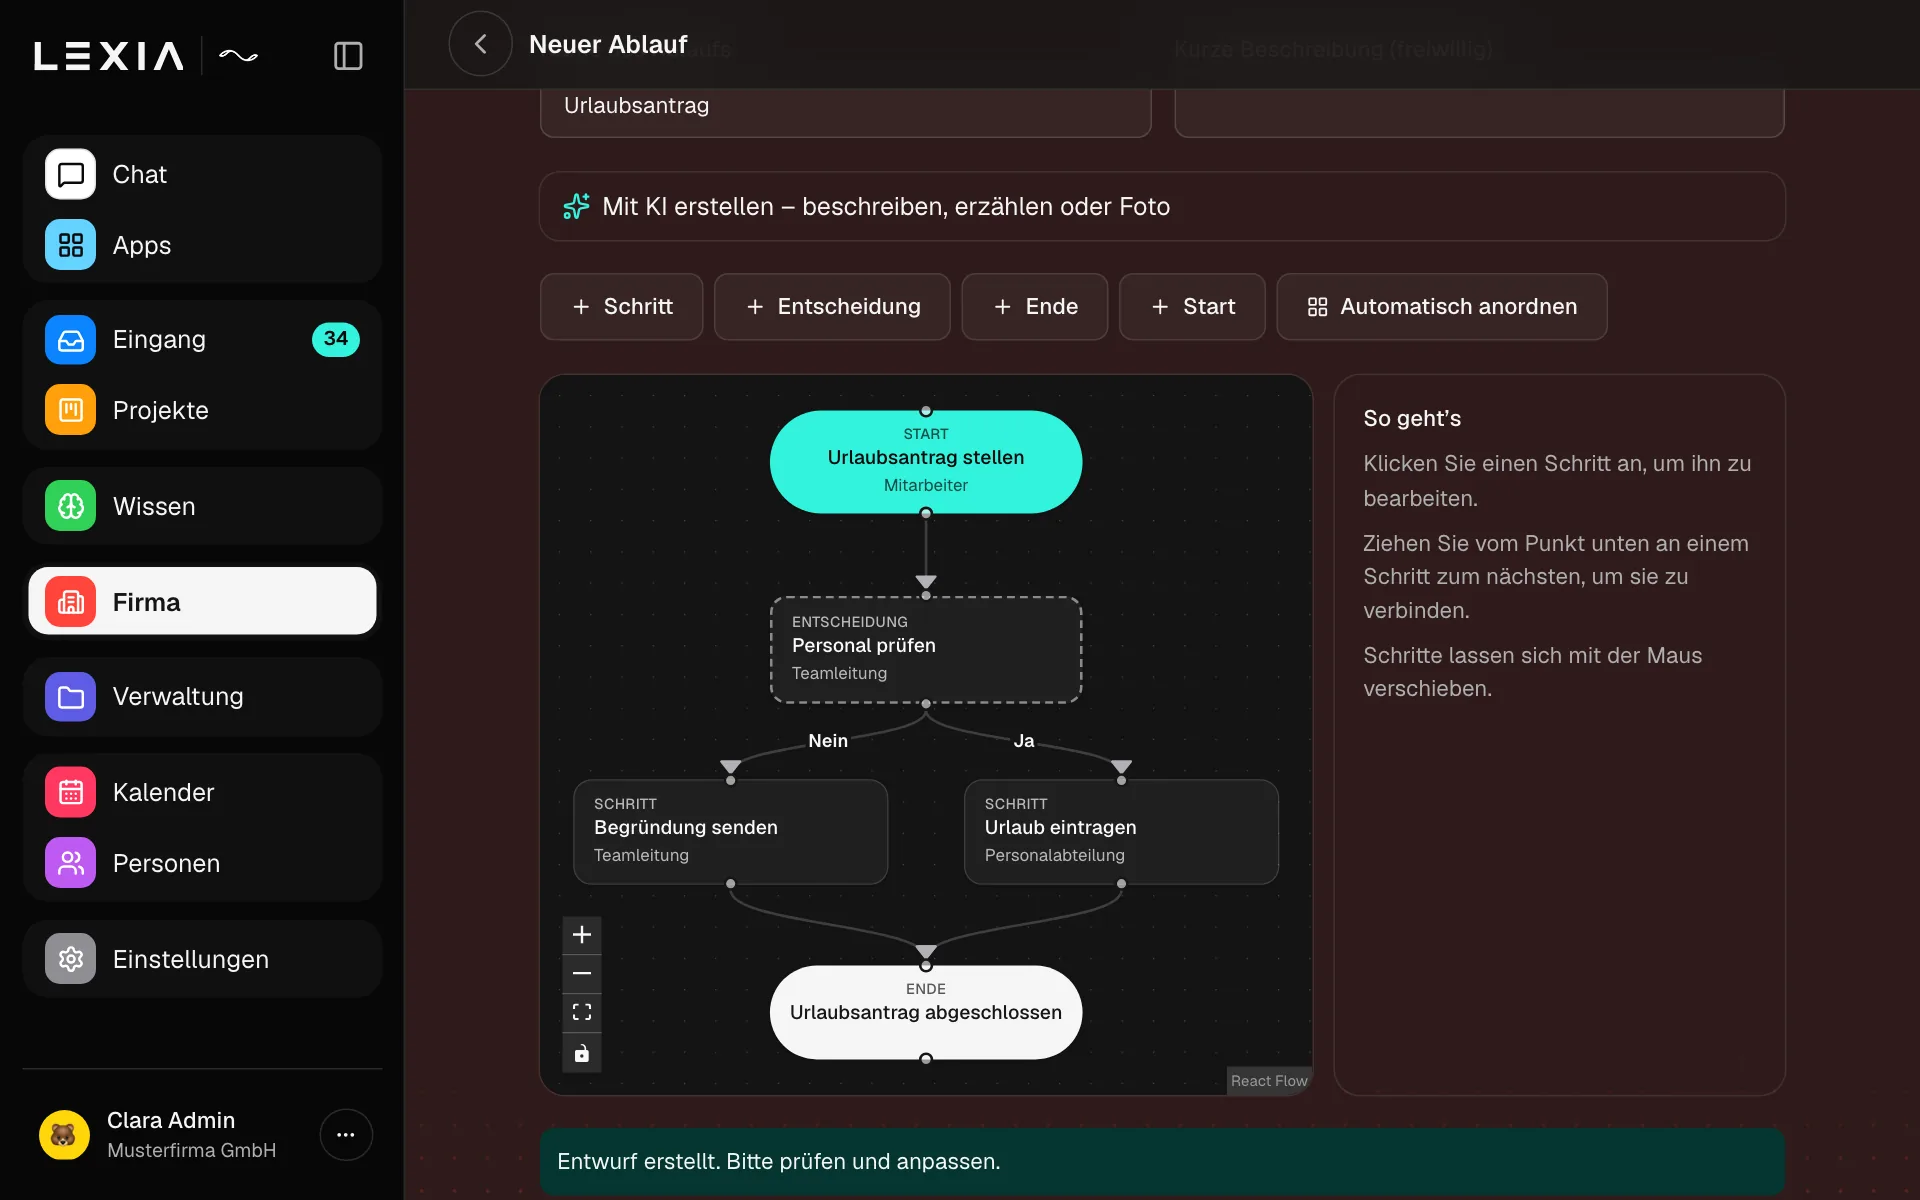 LEXIA
Neuer Ablauf
Kurze Beschreibung (freiwillig)
Urlaubsantrag
Chat
Apps
Eingang
34
Projekte
Wissen
Firma
Verwaltung
Kalender
Personen
Einstellungen
Clara Admin
Musterfirma GmbH
Mit KI erstellen – beschreiben, erzählen oder Foto
Schritt
Entscheidung
Ende
Start
Automatisch anordnen
START
Urlaubsantrag stellen
Mitarbeiter
ENTSCHEIDUNG
Personal prüfen
Teamleitung
Nein
Ja
SCHRITT
Begründung senden
Teamleitung
SCHRITT
Urlaub eintragen
Personalabteilung
ENDE
Urlaubsantrag abgeschlossen
React Flow
So geht’s
Klicken Sie einen Schritt an, um ihn zu
bearbeiten.
Ziehen Sie vom Punkt unten an einem
Schritt zum nächsten, um sie zu
verbinden.
Schritte lassen sich mit der Maus
verschieben.
Entwurf erstellt. Bitte prüfen und anpassen.